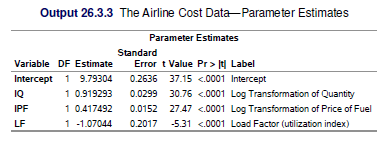 Output 26.3.3 The Airline Cost Data—Parameter Estimates
Parameter Estimates
Standard
Variable DF Estimate Error t Value Pr > |t| Label
Intercept 1 9.79304 0.2636 37.15 <.0001 Intercept
IQ 1 0.919293 0.0299 30.76 <.0001 Log Transformation of Quantity
IPF 1 0.417492 0.0152 27.47 <.0001 Log Transformation of Price of Fuel
LF 1 -1.07044 0.2017 -5.31 <.0001 Load Factor (utilization index)